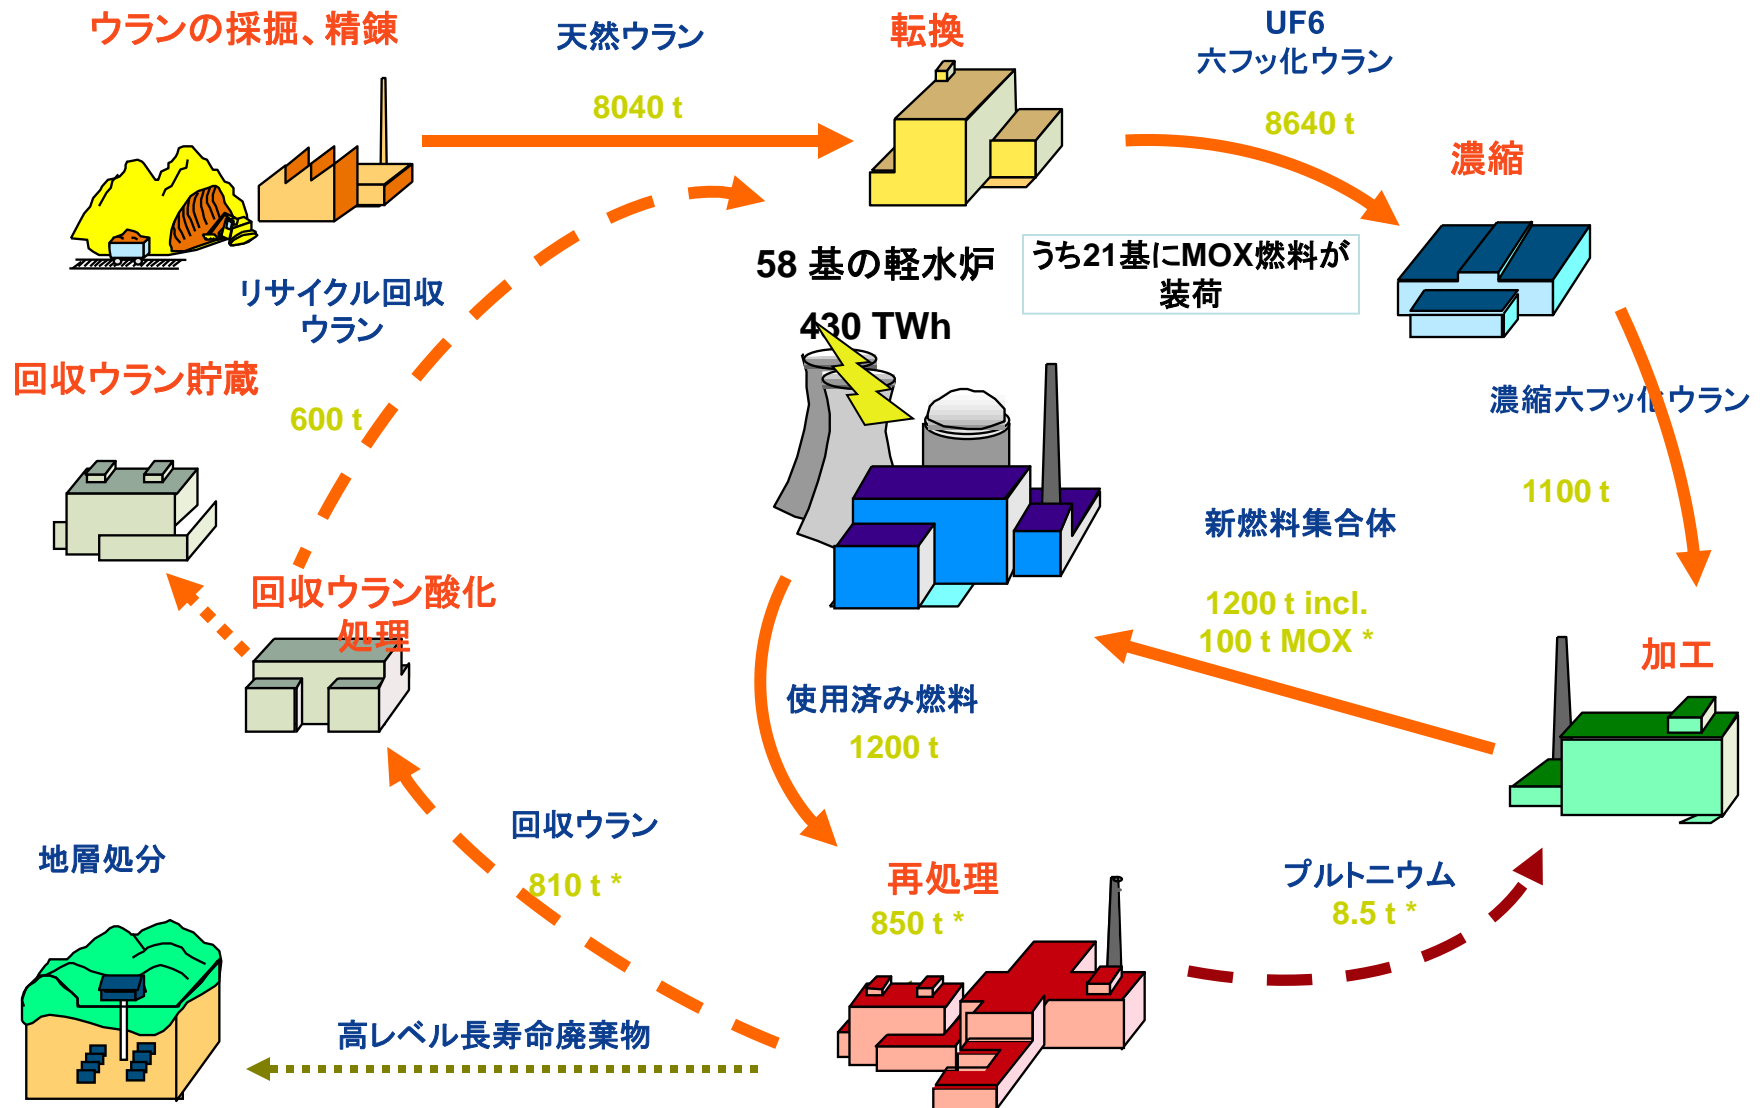 ウランの採掘、精錬
天然ウラン
8040 t
転換
UF6
六フッ化ウラン
8640 t
濃縮
58 基の軽水炉
430 TWh
うち21基にMOX燃料が
装荷
リサイクル回収
ウラン
600 t
回収ウラン貯蔵
濃縮六フッ化ウラン
1100 t
新燃料集合体
1200 t incl.
100 t MOX *
加工
回収ウラン酸化
処理
使用済み燃料
1200 t
回収ウラン
810 t *
再処理
850 t *
プルトニウム
8.5 t *
地層処分
高レベル長寿命廃棄物